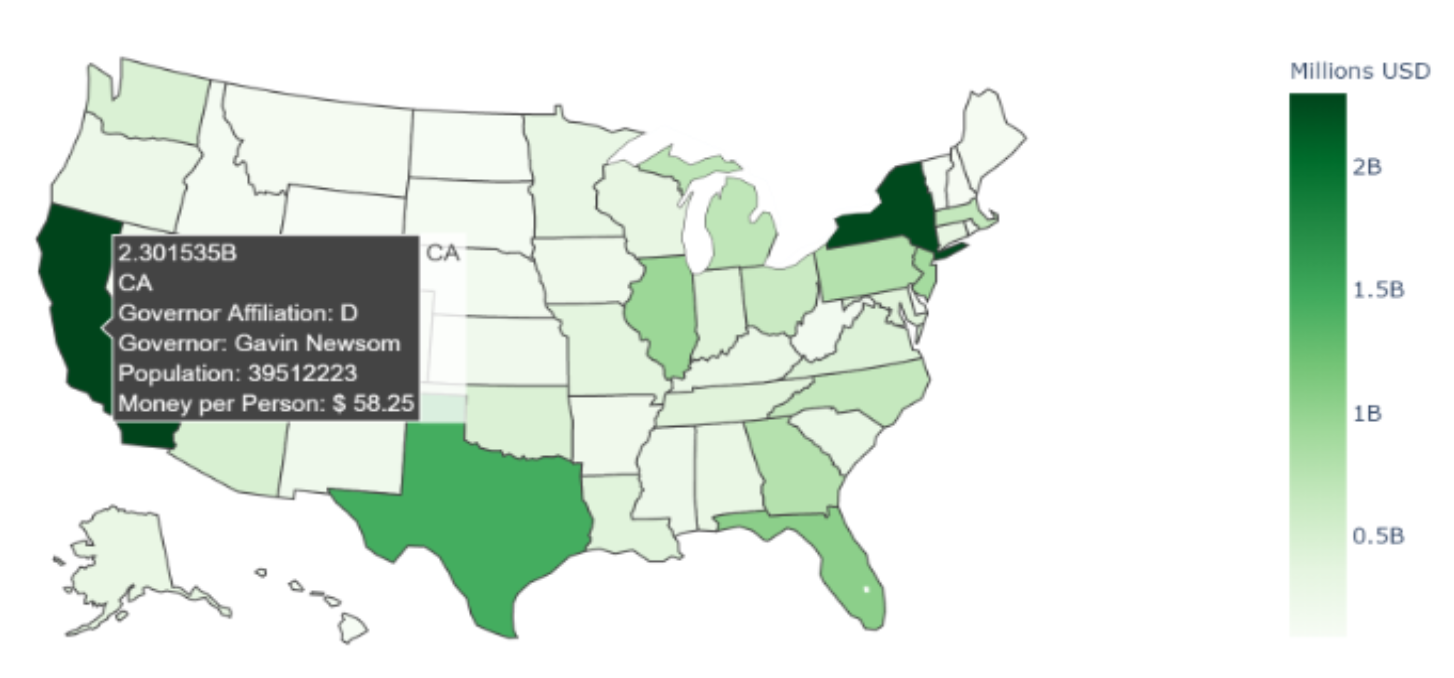 Millions USD
2B
1.5B
1B
0.5B
2.301535B
CA
CA
Governor Affiliation: D
Governor: Gavin Newsom
Population: 39512223
Money per Person: $ 58.25